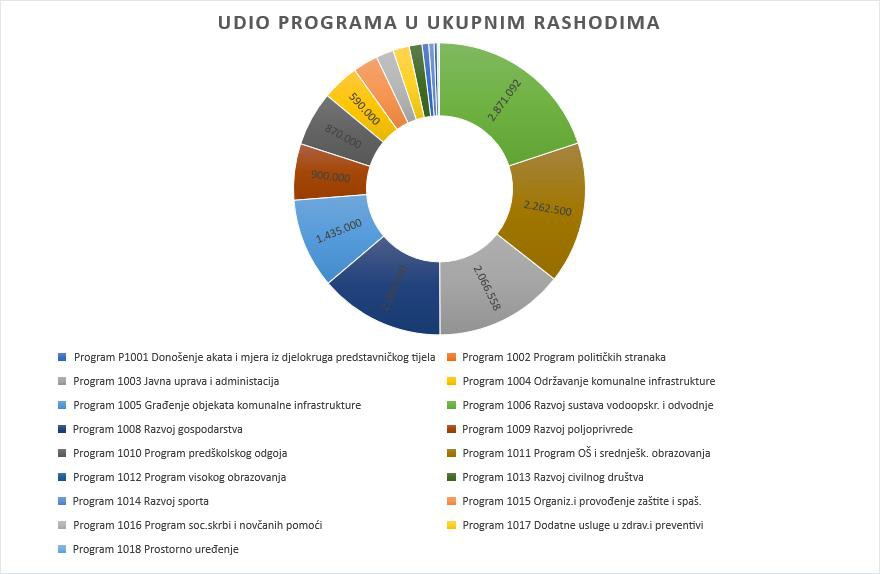 UDIO PROGRAMA U UKUPNIM RASHODIMA
2.871.092
2.262.500
2.066.558
1.435.000
900.000
870.000
590.000
Program P1001 Donošenje akata i mjera iz djelokruga predstavničkog tijela
Program 1002 Program političkih stranaka
Program 1003 Javna uprava i administacija
Program 1004 Održavanje komunalne infrastrukture
Program 1005 Građenje objekata komunalne infrastrukture
Program 1006 Razvoj sustava vodoopskr. i odvodnje
Program 1008 Razvoj gospodarstva
Program 1009 Razvoj poljoprivrede
Program 1010 Program predškolskog odgoja
Program 1011 Program OŠ i srednješk. obrazovanja
Program 1012 Program visokog obrazovanja
Program 1013 Razvoj civilnog društva
Program 1014 Razvoj sporta
Program 1015 Organiz.i provođenje zaštite i spaš.
Program 1016 Program soc.skrbi i novčanih pomoći
Program 1017 Dodatne usluge u zdrav.i preventivi
Program 1018 Prostorno uređenje